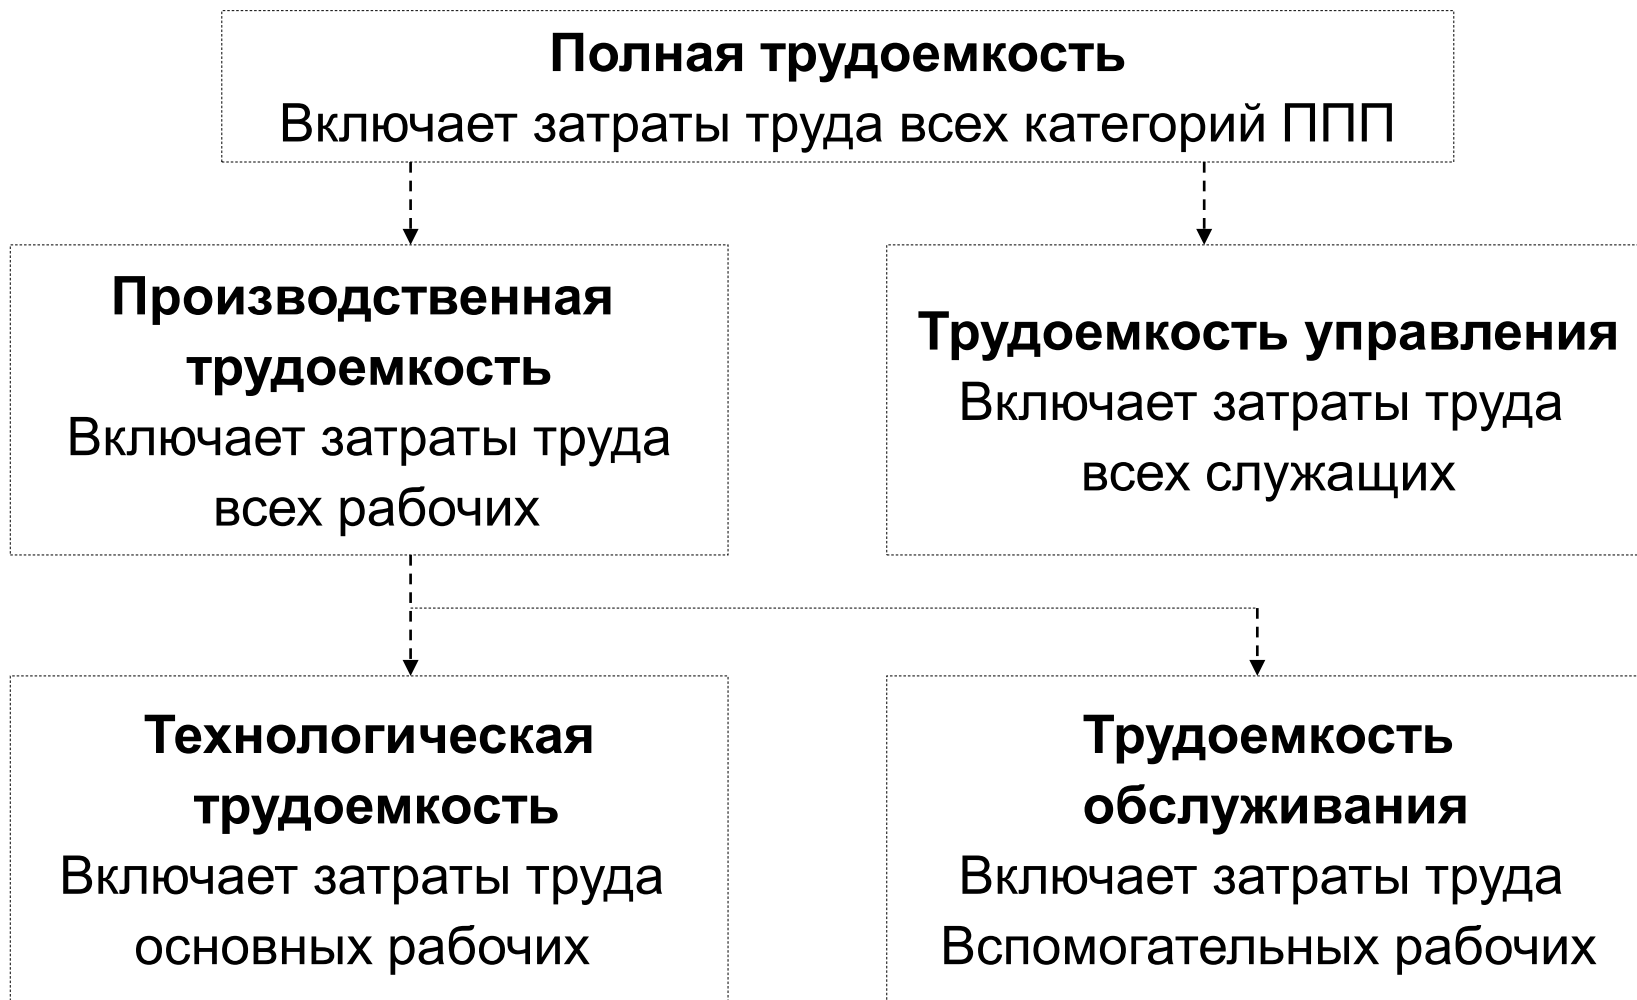 Полная трудоемкость
Включает затраты труда всех категорий ППП
Производственная
трудоемкость
Включает затраты труда
всех рабочих
Трудоемкость управления
Включает затраты труда
всех служащих
Технологическая
трудоемкость
Включает затраты труда
основных рабочих
Трудоемкость
обслуживания
Включает затраты труда
Вспомогательных рабочих